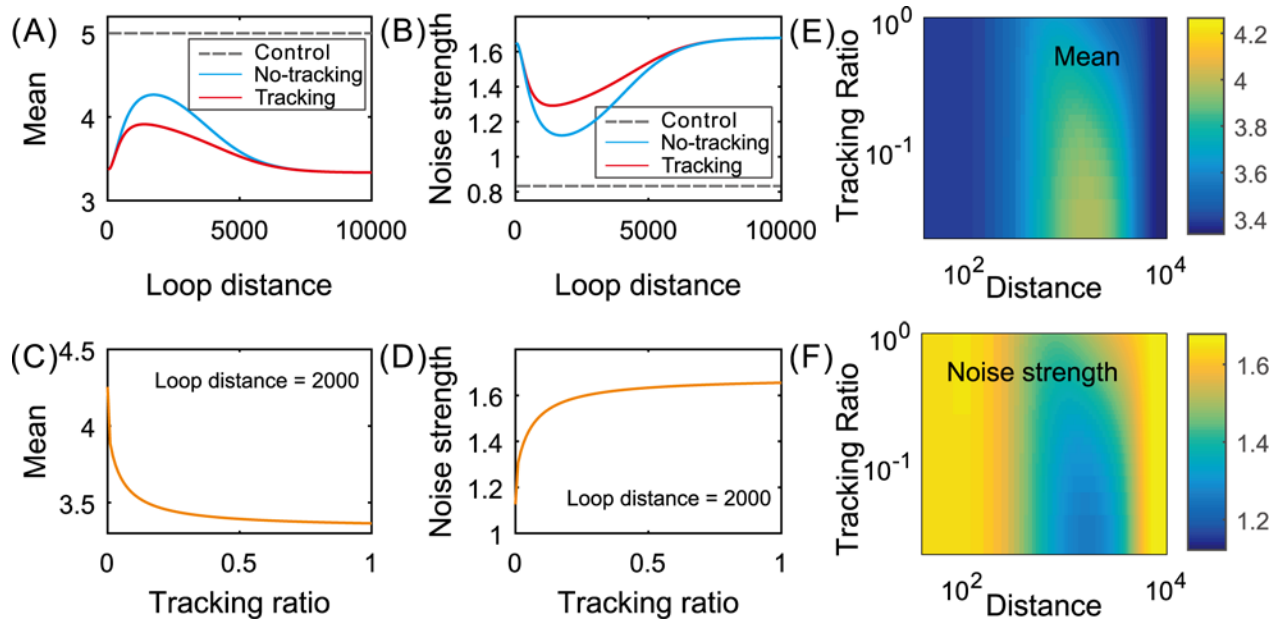 (A)
Mean
5
4
3
Control
No-tracking
Tracking
0
5000
10000
Loop distance
(B)
Noise strength
1.6
1.4
1.2
1
0.8
Control
No-tracking
Tracking
0
5000
10000
Loop distance
(E)
Tracking Ratio
10^0
10^-1
Mean
10^2
10^4
Distance
4.2
4
3.8
3.6
3.4
(C)
Mean
4.5
4
3.5
Loop distance = 2000
0
0.5
1
Tracking ratio
(D)
Noise strength
1.6
1.4
1.2
1
Loop distance = 2000
0
0.5
1
Tracking ratio
(F)
Tracking Ratio
10^0
10^-1
Noise strength
10^2
10^4
Distance
1.6
1.4
1.2